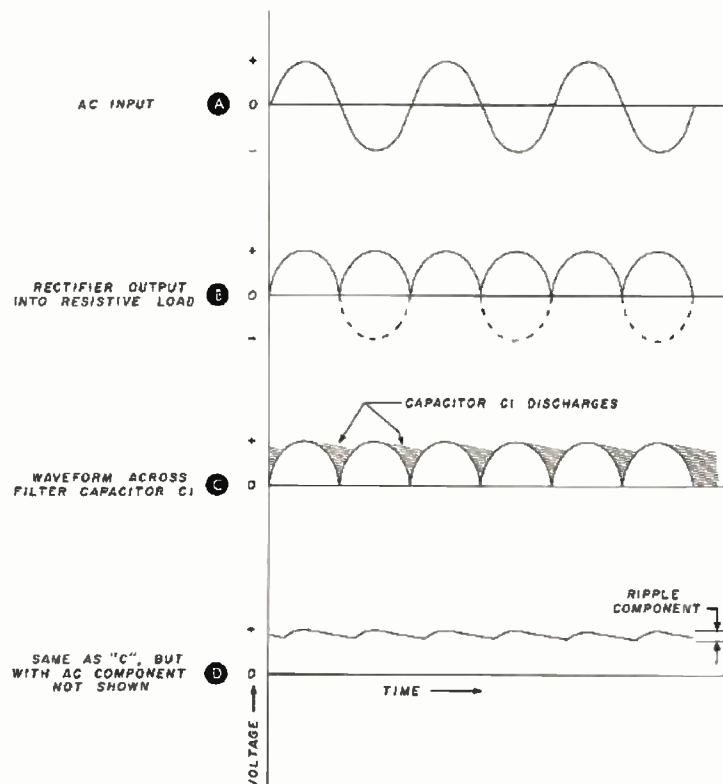 +
AC INPUT A 0
−
+
RECTIFIER OUTPUT
INTO RESISTIVE LOAD B 0
−
CAPACITOR C1 DISCHARGES
+
WAVEFORM ACROSS
FILTER CAPACITOR C1 C 0
RIPPLE
COMPONENT
+
SAME AS "C", BUT
WITH AC COMPONENT D 0
NOT SHOWN
TIME
VOLTAGE